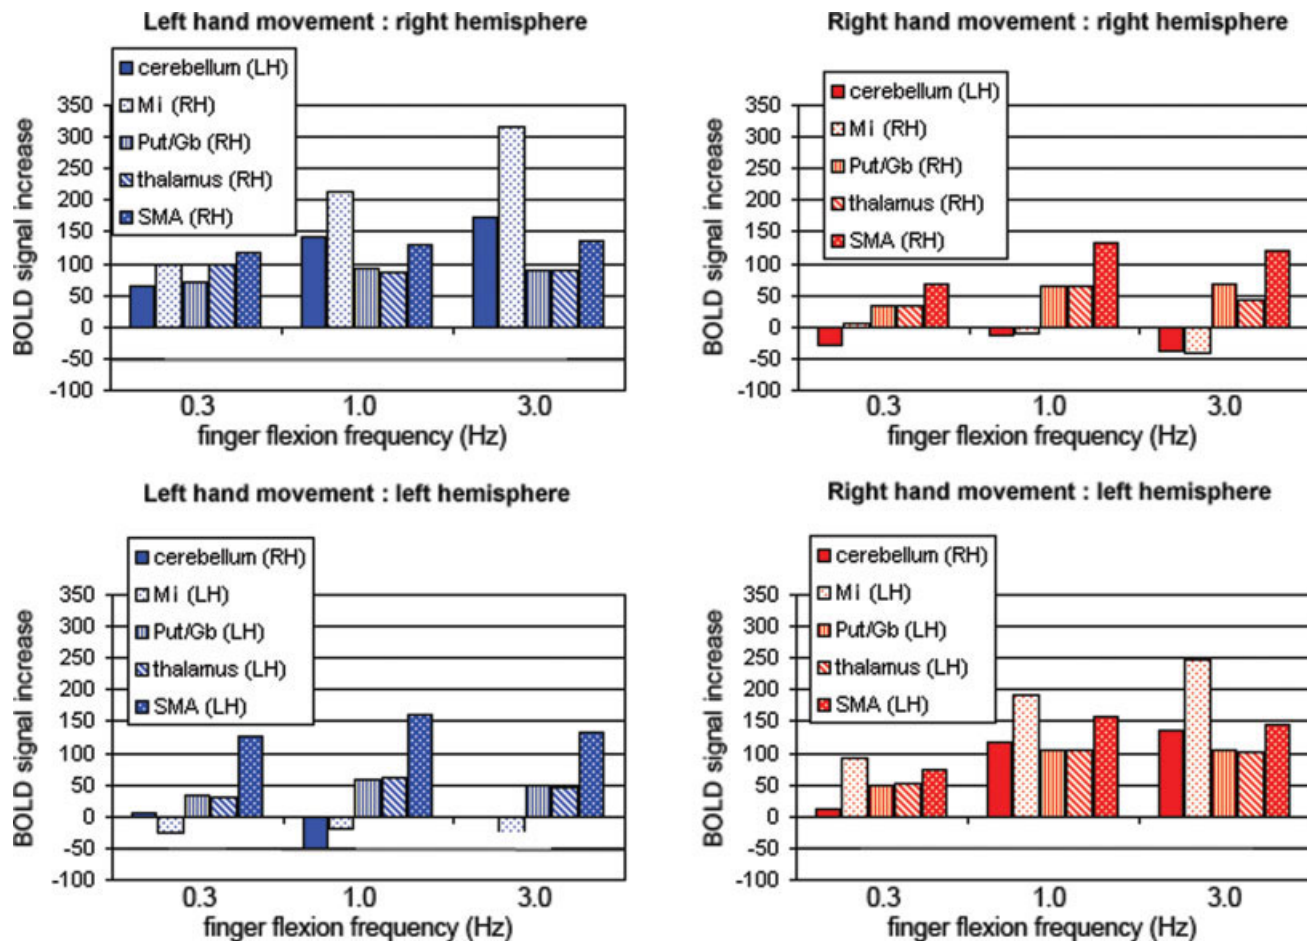 Left hand movement : right hemisphere
cerebellum (LH)
Mi (RH)
Put/Gb (RH)
thalamus (RH)
SMA (RH)
BOLD signal increase
350
300
250
200
150
100
50
0
-50
-100
0.3 1.0 3.0
finger flexion frequency (Hz)
Right hand movement : right hemisphere
cerebellum (LH)
Mi (RH)
Put/Gb (RH)
thalamus (RH)
SMA (RH)
BOLD signal increase
350
300
250
200
150
100
50
0
-50
-100
0.3 1.0 3.0
finger flexion frequency (Hz)
Left hand movement : left hemisphere
cerebellum (RH)
Mi (LH)
Put/Gb (LH)
thalamus (LH)
SMA (LH)
BOLD signal increase
350
300
250
200
150
100
50
0
-50
-100
0.3 1.0 3.0
finger flexion frequency (Hz)
Right hand movement : left hemisphere
cerebellum (RH)
Mi (LH)
Put/Gb (LH)
thalamus (LH)
SMA (LH)
BOLD signal increase
350
300
250
200
150
100
50
0
-50
-100
0.3 1.0 3.0
finger flexion frequency (Hz)